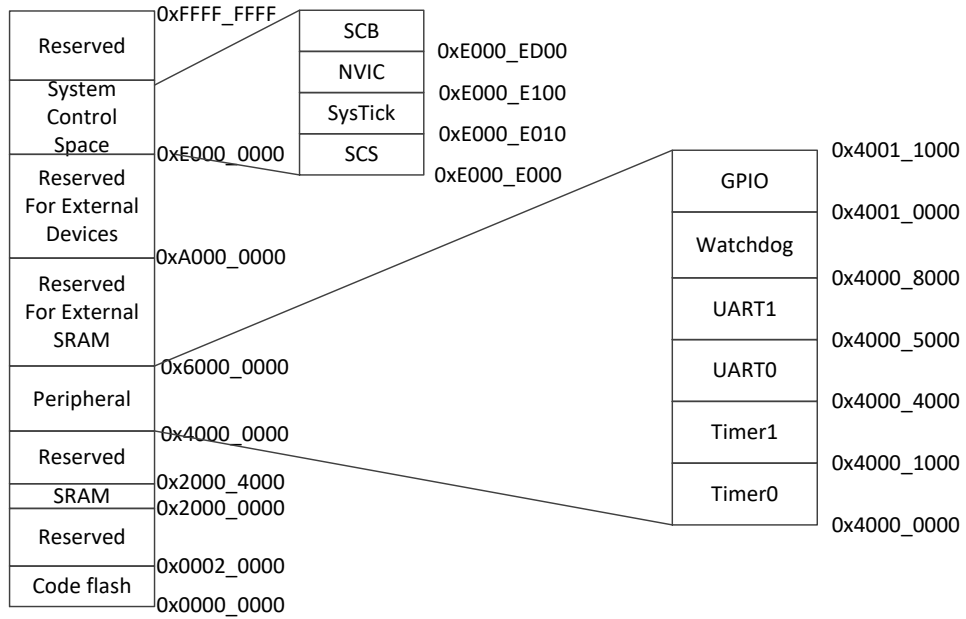 0xFFFF_FFFF
Reserved
System
Control
Space
0xE000_0000
Reserved
For External
Devices
0xA000_0000
Reserved
For External
SRAM
0x6000_0000
Peripheral
0x4000_0000
Reserved
0x2000_4000
SRAM
0x2000_0000
Reserved
0x0002_0000
Code flash
0x0000_0000
SCB
0xE000_ED00
NVIC
0xE000_E100
SysTick
0xE000_E010
SCS
0xE000_E000
0x4001_1000
GPIO
0x4001_0000
Watchdog
0x4000_8000
UART1
0x4000_5000
UART0
0x4000_4000
Timer1
0x4000_1000
Timer0
0x4000_0000